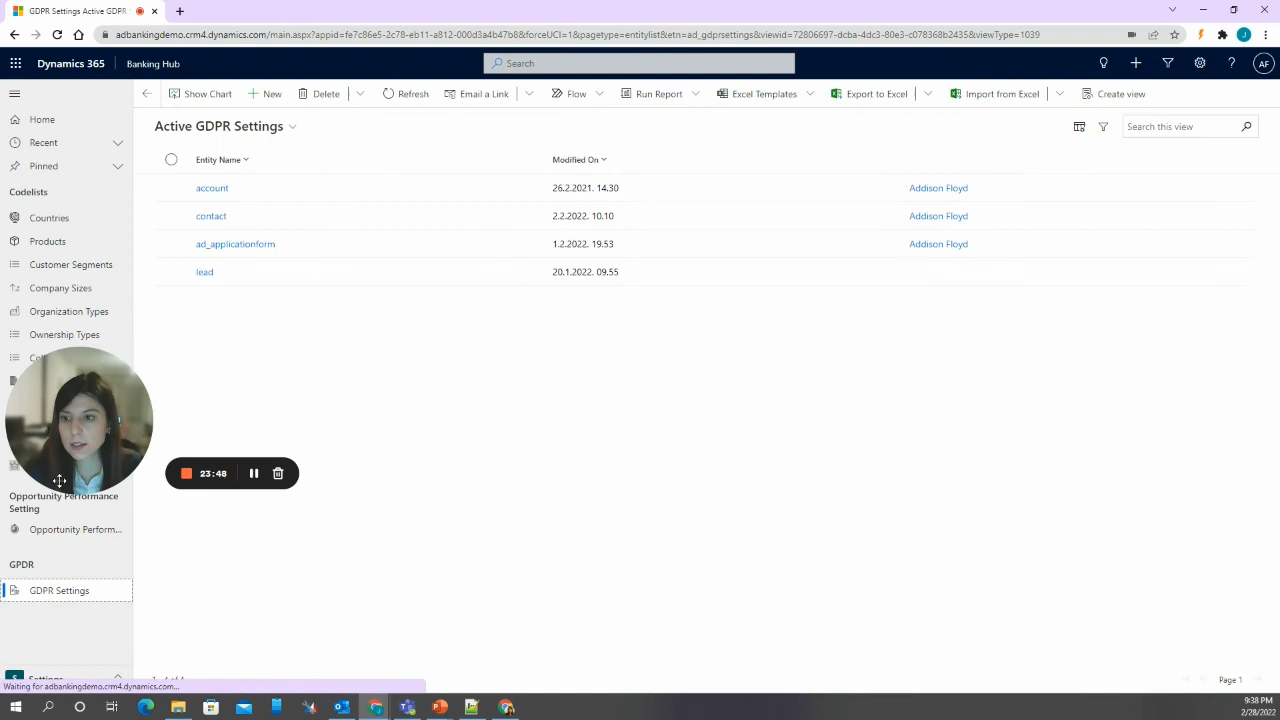 GDPR Settings Active GDPR
adbankingdemo.crm4.dynamics.com/main.aspx?appid=fe7c86e5-2c78-eb11-a812-000d3a4b47b8&forceUCI=1&pagetype=entitylist&etn=ad_gdprsettings&viewid=72806697-dcba-4dc3-80e3-c078368b2435&viewType=1039
J
Dynamics 365
Banking Hub
Search
AF
Show Chart
New
Delete
Refresh
Email a Link
Flow
Run Report
Excel Templates
Export to Excel
Import from Excel
Create view
Home
Recent
Pinned
Codelists
Countries
Products
Customer Segments
Company Sizes
Organization Types
Ownership Types
Opportunity Performance
Setting
Opportunity Perform...
GPDR
GDPR Settings
Settings
Active GDPR Settings
Search this view
Entity Name
Modified On
account
26.2.2021. 14.30
Addison Floyd
contact
2.2.2022. 10.10
Addison Floyd
ad_applicationform
1.2.2022. 19.53
Addison Floyd
lead
20.1.2022. 09.55
23:48
Page 1
Waiting for adbankingdemo.crm4.dynamics.com...
9:38 PM
2/28/2022